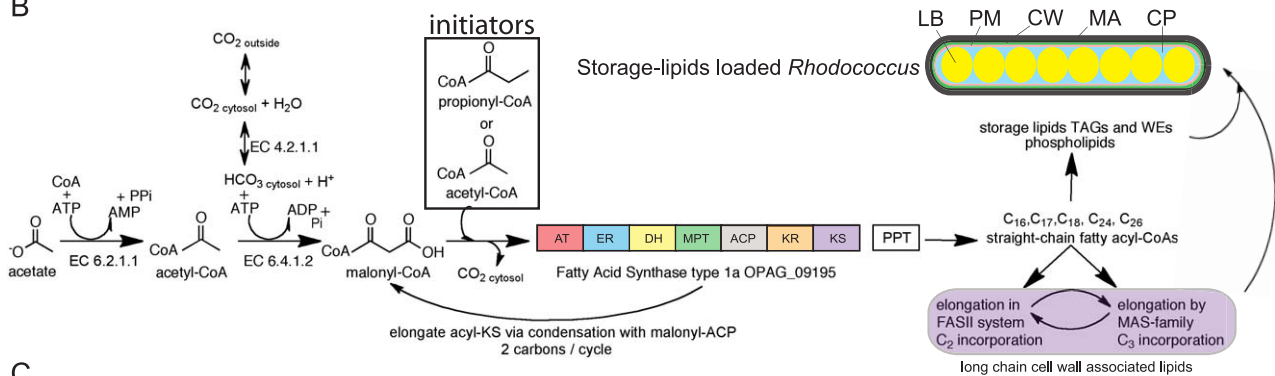 B
initiators
LB PM CW MA CP
Storage-lipids loaded Rhodococcus
CO2 outside
CO2 cytosol + H2O
EC 4.2.1.1
HCO3 cytosol + H+
CoA
+
ATP
+ PPi
AMP
+
ATP
ADP +
Pi
O
-O
acetate
EC 6.2.1.1
O
CoA
acetyl-CoA
EC 6.4.1.2
O O
CoA OH
malonyl-CoA
O
CoA
propionyl-CoA
or
O
CoA
acetyl-CoA
CO2 cytosol
AT ER DH MPT ACP KR KS
PPT
Fatty Acid Synthase type 1a OPAG_09195
elongate acyl-KS via condensation with malonyl-ACP
2 carbons / cycle
storage lipids TAGs and WEs
phospholipids
C16,C17,C18, C24, C26
straight-chain fatty acyl-CoAs
elongation in
FASII system
C2 incorporation
elongation by
MAS-family
C3 incorporation
long chain cell wall associated lipids
C